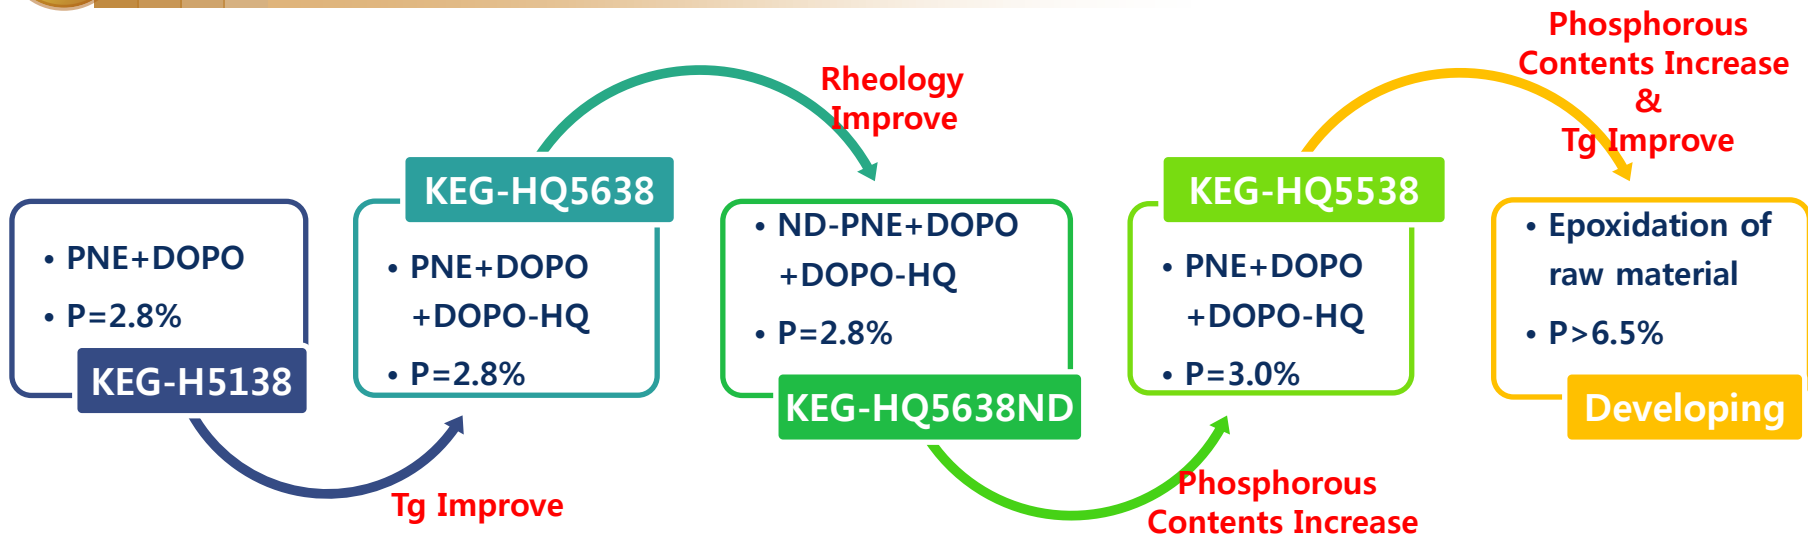 • PNE+DOPO
• P=2.8%
KEG-H5138
Tg Improve
KEG-HQ5638
• PNE+DOPO
+DOPO-HQ
• P=2.8%
Rheology
Improve
• ND-PNE+DOPO
+DOPO-HQ
• P=2.8%
KEG-HQ5638ND
Phosphorous
Contents Increase
KEG-HQ5538
• PNE+DOPO
+DOPO-HQ
• P=3.0%
Phosphorous
Contents Increase
&
Tg Improve
• Epoxidation of
raw material
• P>6.5%
Developing